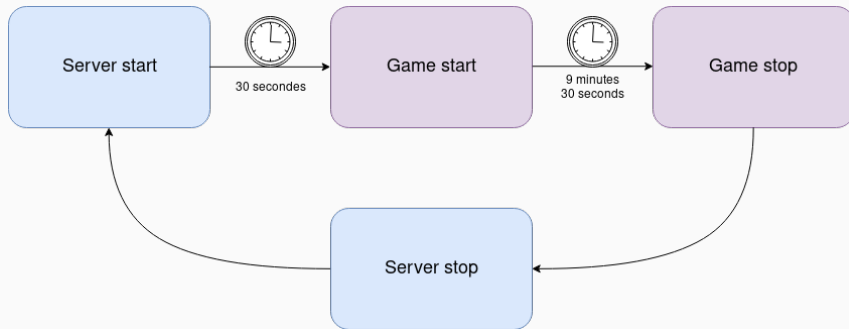 Server start
30 secondes
Game start
9 minutes
30 seconds
Game stop
Server stop